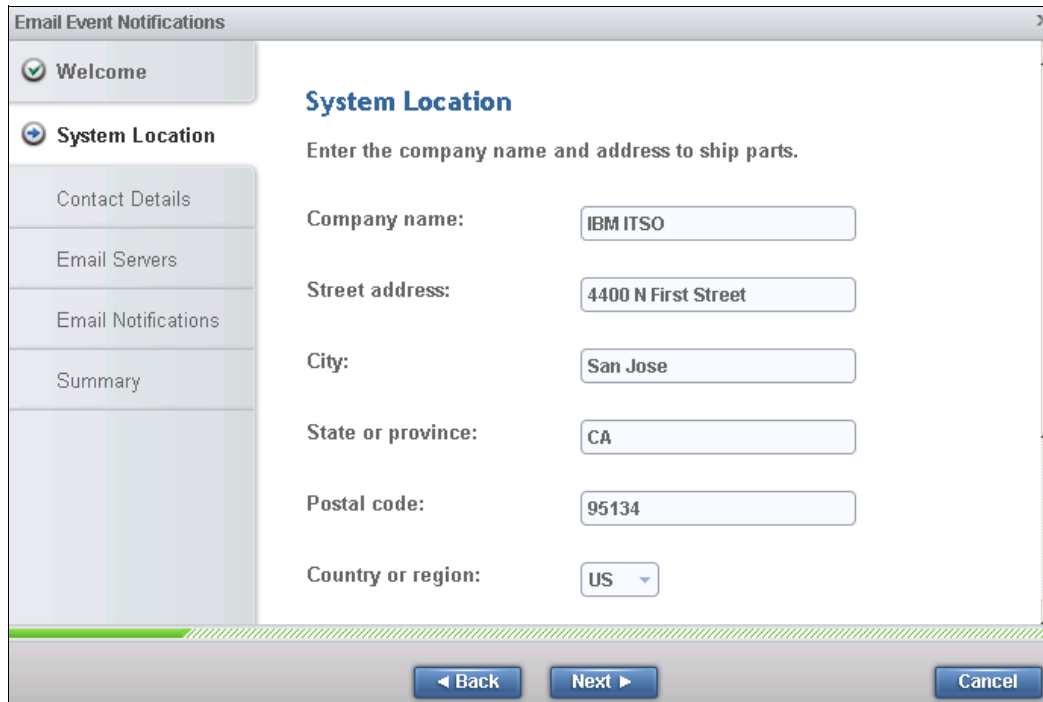 Email Event Notifications
Welcome
System Location
Contact Details
Email Servers
Email Notifications
Summary
System Location
Enter the company name and address to ship parts.
Company name: IBM ITSO
Street address: 4400 N First Street
City: San Jose
State or province: CA
Postal code: 95134
Country or region: US
Back Next Cancel